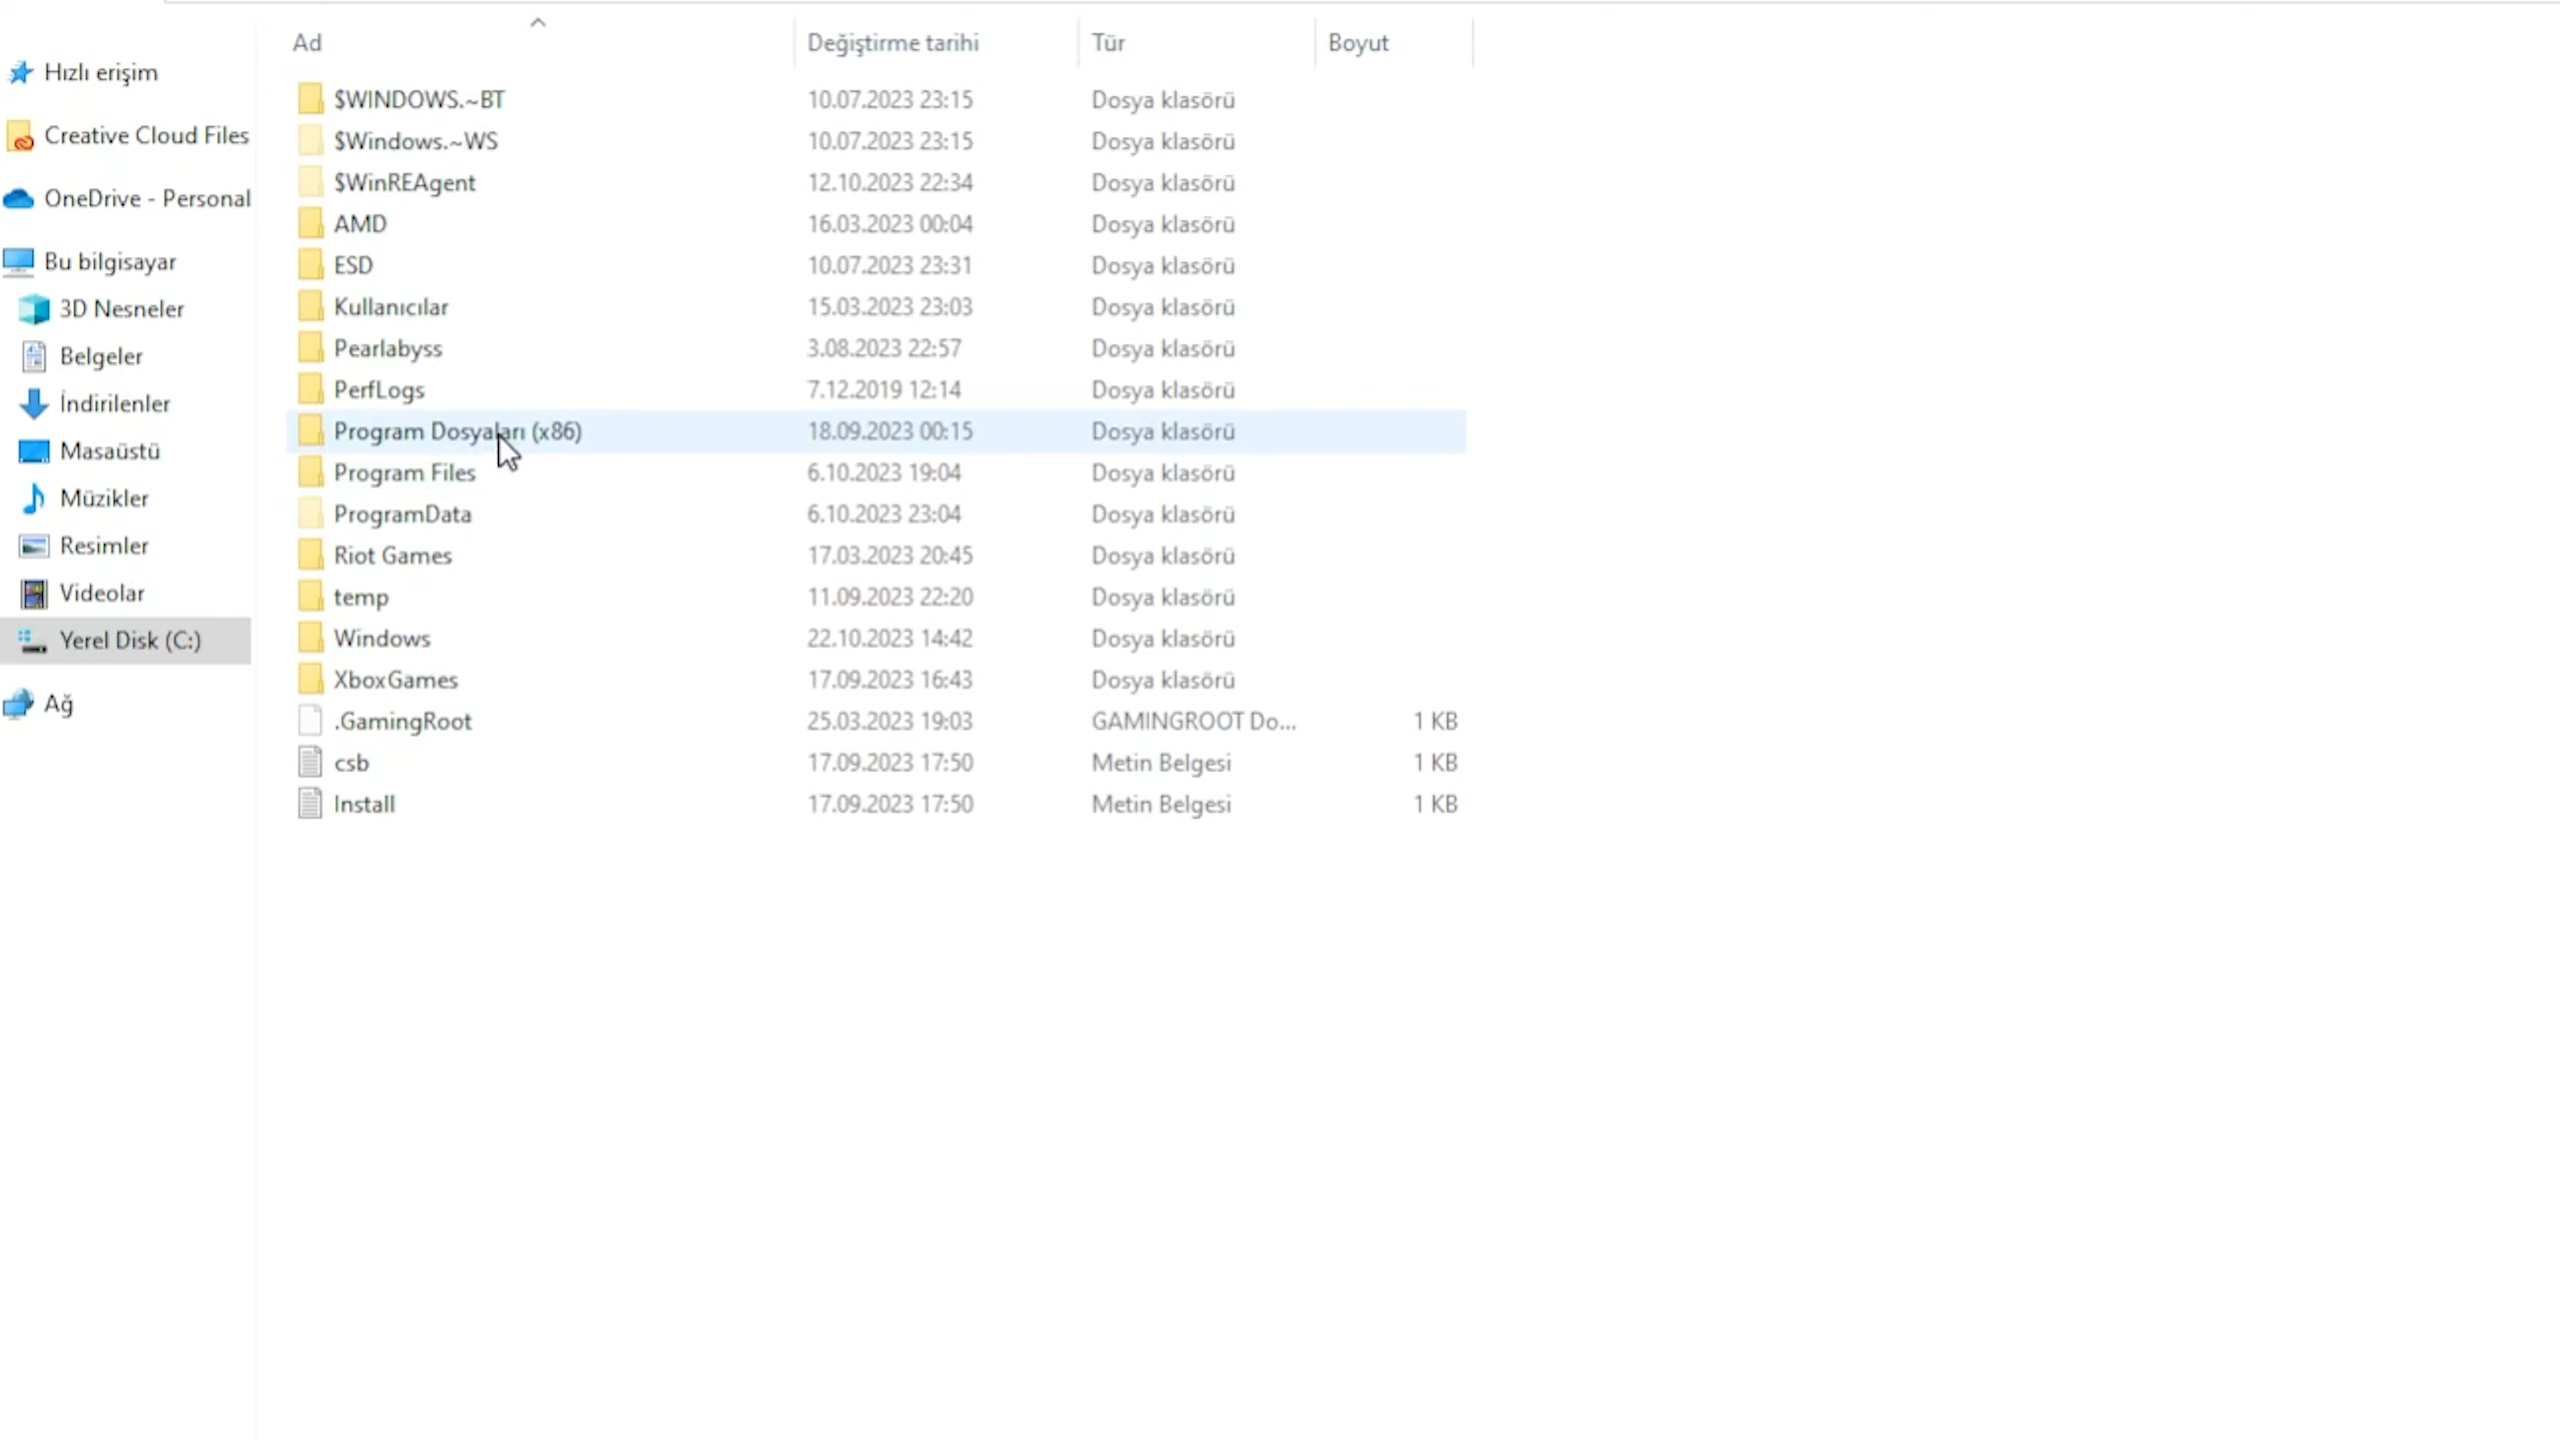 Hızlı erişim
Creative Cloud Files
OneDrive - Personal
Bu bilgisayar
3D Nesneler
Belgeler
İndirilenler
Masaüstü
Müzikler
Resimler
Videolar
Yerel Disk (C:)
Ağ
Ad Değiştirme tarihi Tür Boyut
$WINDOWS.~BT 10.07.2023 23:15 Dosya klasörü
$Windows.~WS 10.07.2023 23:15 Dosya klasörü
$WinREAgent 12.10.2023 22:34 Dosya klasörü
AMD 16.03.2023 00:04 Dosya klasörü
ESD 10.07.2023 23:31 Dosya klasörü
Kullanıcılar 15.03.2023 23:03 Dosya klasörü
Pearlabyss 3.08.2023 22:57 Dosya klasörü
PerfLogs 7.12.2019 12:14 Dosya klasörü
Program Dosyaları (x86) 18.09.2023 00:15 Dosya klasörü
Program Files 6.10.2023 19:04 Dosya klasörü
ProgramData 6.10.2023 23:04 Dosya klasörü
Riot Games 17.03.2023 20:45 Dosya klasörü
temp 11.09.2023 22:20 Dosya klasörü
Windows 22.10.2023 14:42 Dosya klasörü
XboxGames 17.09.2023 16:43 Dosya klasörü
.GamingRoot 25.03.2023 19:03 GAMINGROOT Do... 1 KB
csb 17.09.2023 17:50 Metin Belgesi 1 KB
Install 17.09.2023 17:50 Metin Belgesi 1 KB